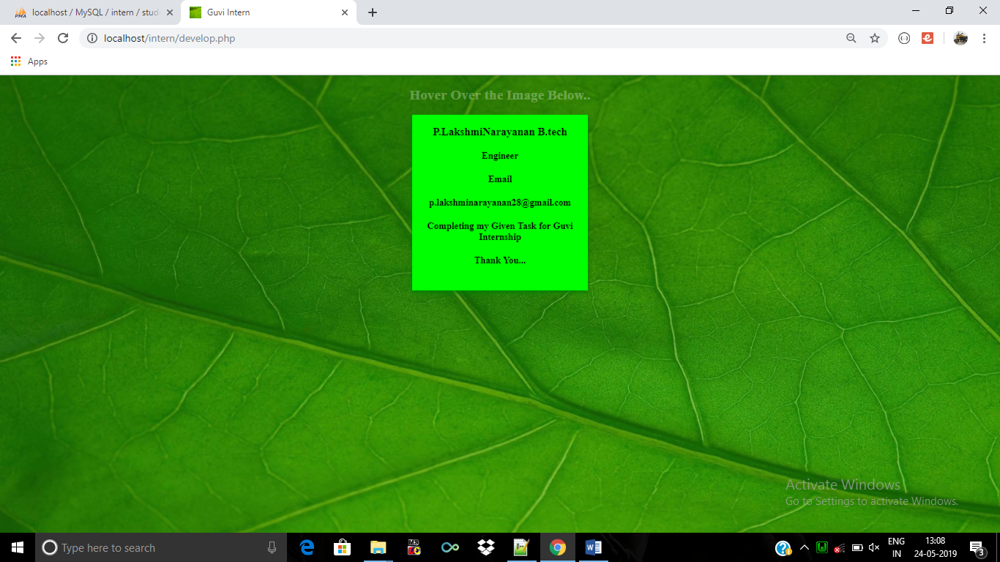 localhost / MySQL / intern / stud
Guvi Intern
localhost/intern/develop.php
Apps
Hover Over the Image Below..
P.LakshmiNarayanan B.tech
Engineer
Email
p.lakshminarayanan28@gmail.com
Completing my Given Task for Guvi
Internship
Thank You...
Activate Windows
Go to Settings to activate Windows.
Type here to search
ENG
IN
13:08
24-05-2019
3